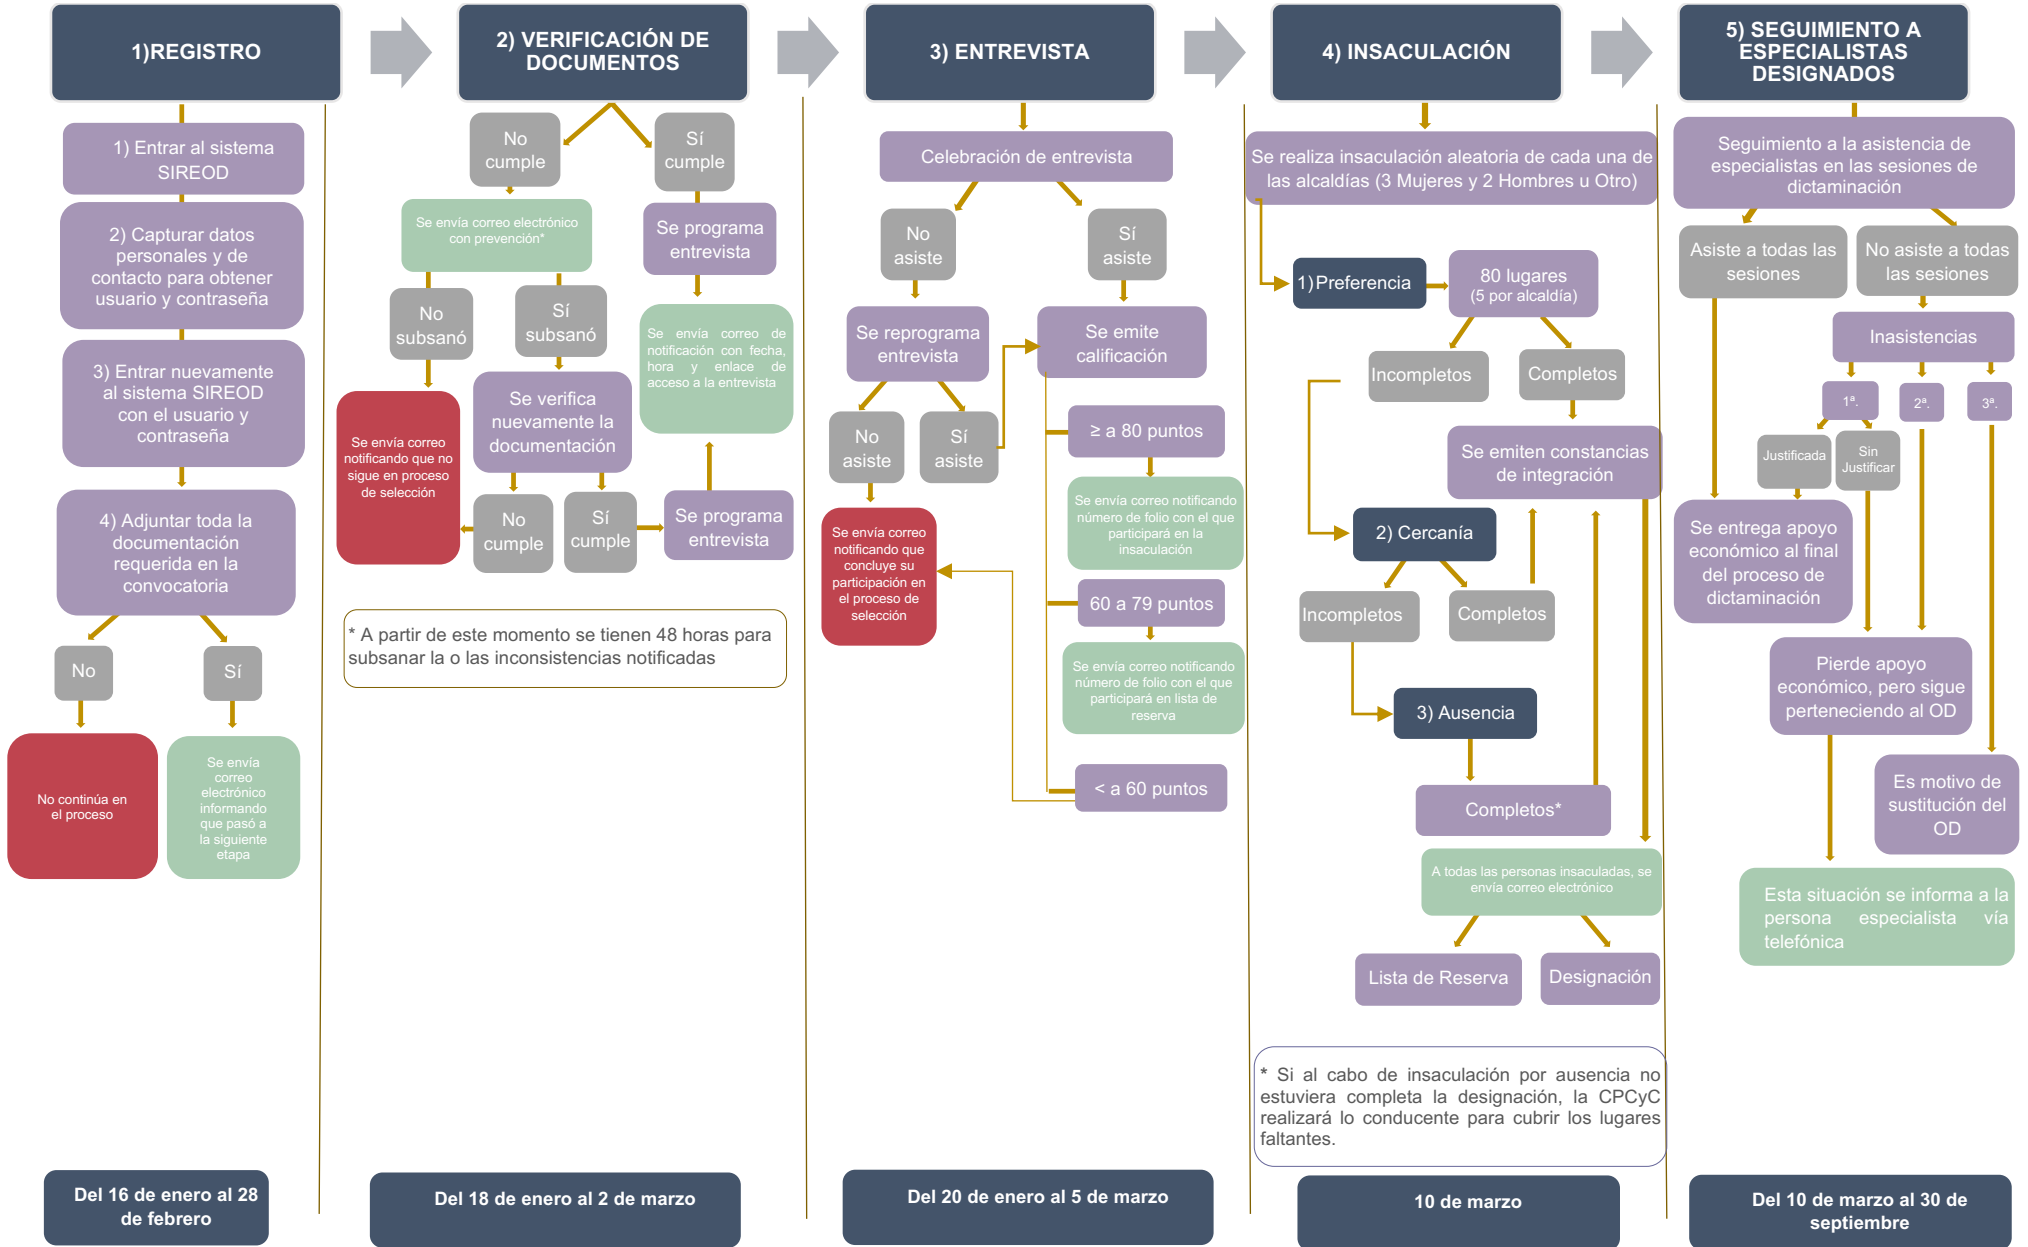 1)REGISTRO
1) Entrar al sistema
SIREOD
2) Capturar datos
personales y de
contacto para obtener
usuario y contraseña
3) Entrar nuevamente
al sistema SIREOD
con el usuario y
contraseña
4) Adjuntar toda la
documentación
requerida en la
convocatoria
No
Sí
No continúa en
el proceso
Se envía
correo
electrónico
informando
que pasó a
la siguiente
etapa
Del 16 de enero al 28
de febrero
2) VERIFICACIÓN DE
DOCUMENTOS
No
cumple
Sí
cumple
Se envía correo electrónico
con prevención*
Se programa
entrevista
No
subsanó
Sí
subsanó
Se envía correo de
notificación con fecha,
hora y enlace de
acceso a la entrevista
Se verifica
nuevamente la
documentación
Se envía correo
notificando que no
sigue en proceso
de selección
No
cumple
Sí
cumple
Se programa
entrevista
* A partir de este momento se tienen 48 horas para
subsanar la o las inconsistencias notificadas
Del 18 de enero al 2 de marzo
3) ENTREVISTA
Celebración de entrevista
No
asiste
Sí
asiste
Se reprograma
entrevista
Se emite
calificación
No
asiste
Sí
asiste
≥ a 80 puntos
Se envía correo notificando
número de folio con el que
participará en la
insaculación
Se envía correo
notificando que
concluye su
participación en
el proceso de
selección
60 a 79 puntos
Se envía correo notificando
número de folio con el que
participará en lista de
reserva
< a 60 puntos
Del 20 de enero al 5 de marzo
4) INSACULACIÓN
Se realiza insaculación aleatoria de cada una de
las alcaldías (3 Mujeres y 2 Hombres u Otro)
1) Preferencia
80 lugares
(5 por alcaldía)
Incompletos
Completos
Se emiten constancias
de integración
2) Cercanía
Incompletos
Completos
3) Ausencia
Completos*
A todas las personas insaculadas, se
envía correo electrónico
Lista de Reserva
Designación
* Si al cabo de insaculación por ausencia no
estuviera completa la designación, la CPCyC
realizará lo conducente para cubrir los lugares
faltantes.
10 de marzo
5) SEGUIMIENTO A
ESPECIALISTAS
DESIGNADOS
Seguimiento a la asistencia de
especialistas en las sesiones de
dictaminación
Asiste a todas las
sesiones
No asiste a todas
las sesiones
Inasistencias
1ª.
2ª.
3ª.
Justificada
Sin
Justificar
Se entrega apoyo
económico al final
del proceso de
dictaminación
Pierde apoyo
económico, pero sigue
perteneciendo al OD
Es motivo de
sustitución del
OD
Esta situación se informa a la
persona especialista vía
telefónica
Del 10 de marzo al 30 de
septiembre